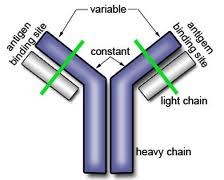 variable
antigen
binding site
constant
antigen
binding site
light chain
heavy chain